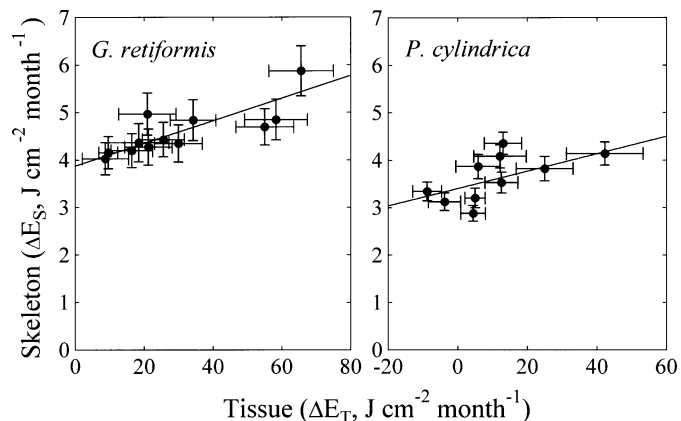 G. retiformis
P. cylindrica
Skeleton (ΔE_S, J cm^-2 month^-1)
7
6
5
4
3
2
1
0
0 20 40 60 80
7
6
5
4
3
2
1
0
-20 0 20 40 60
Tissue (ΔE_T, J cm^-2 month^-1)